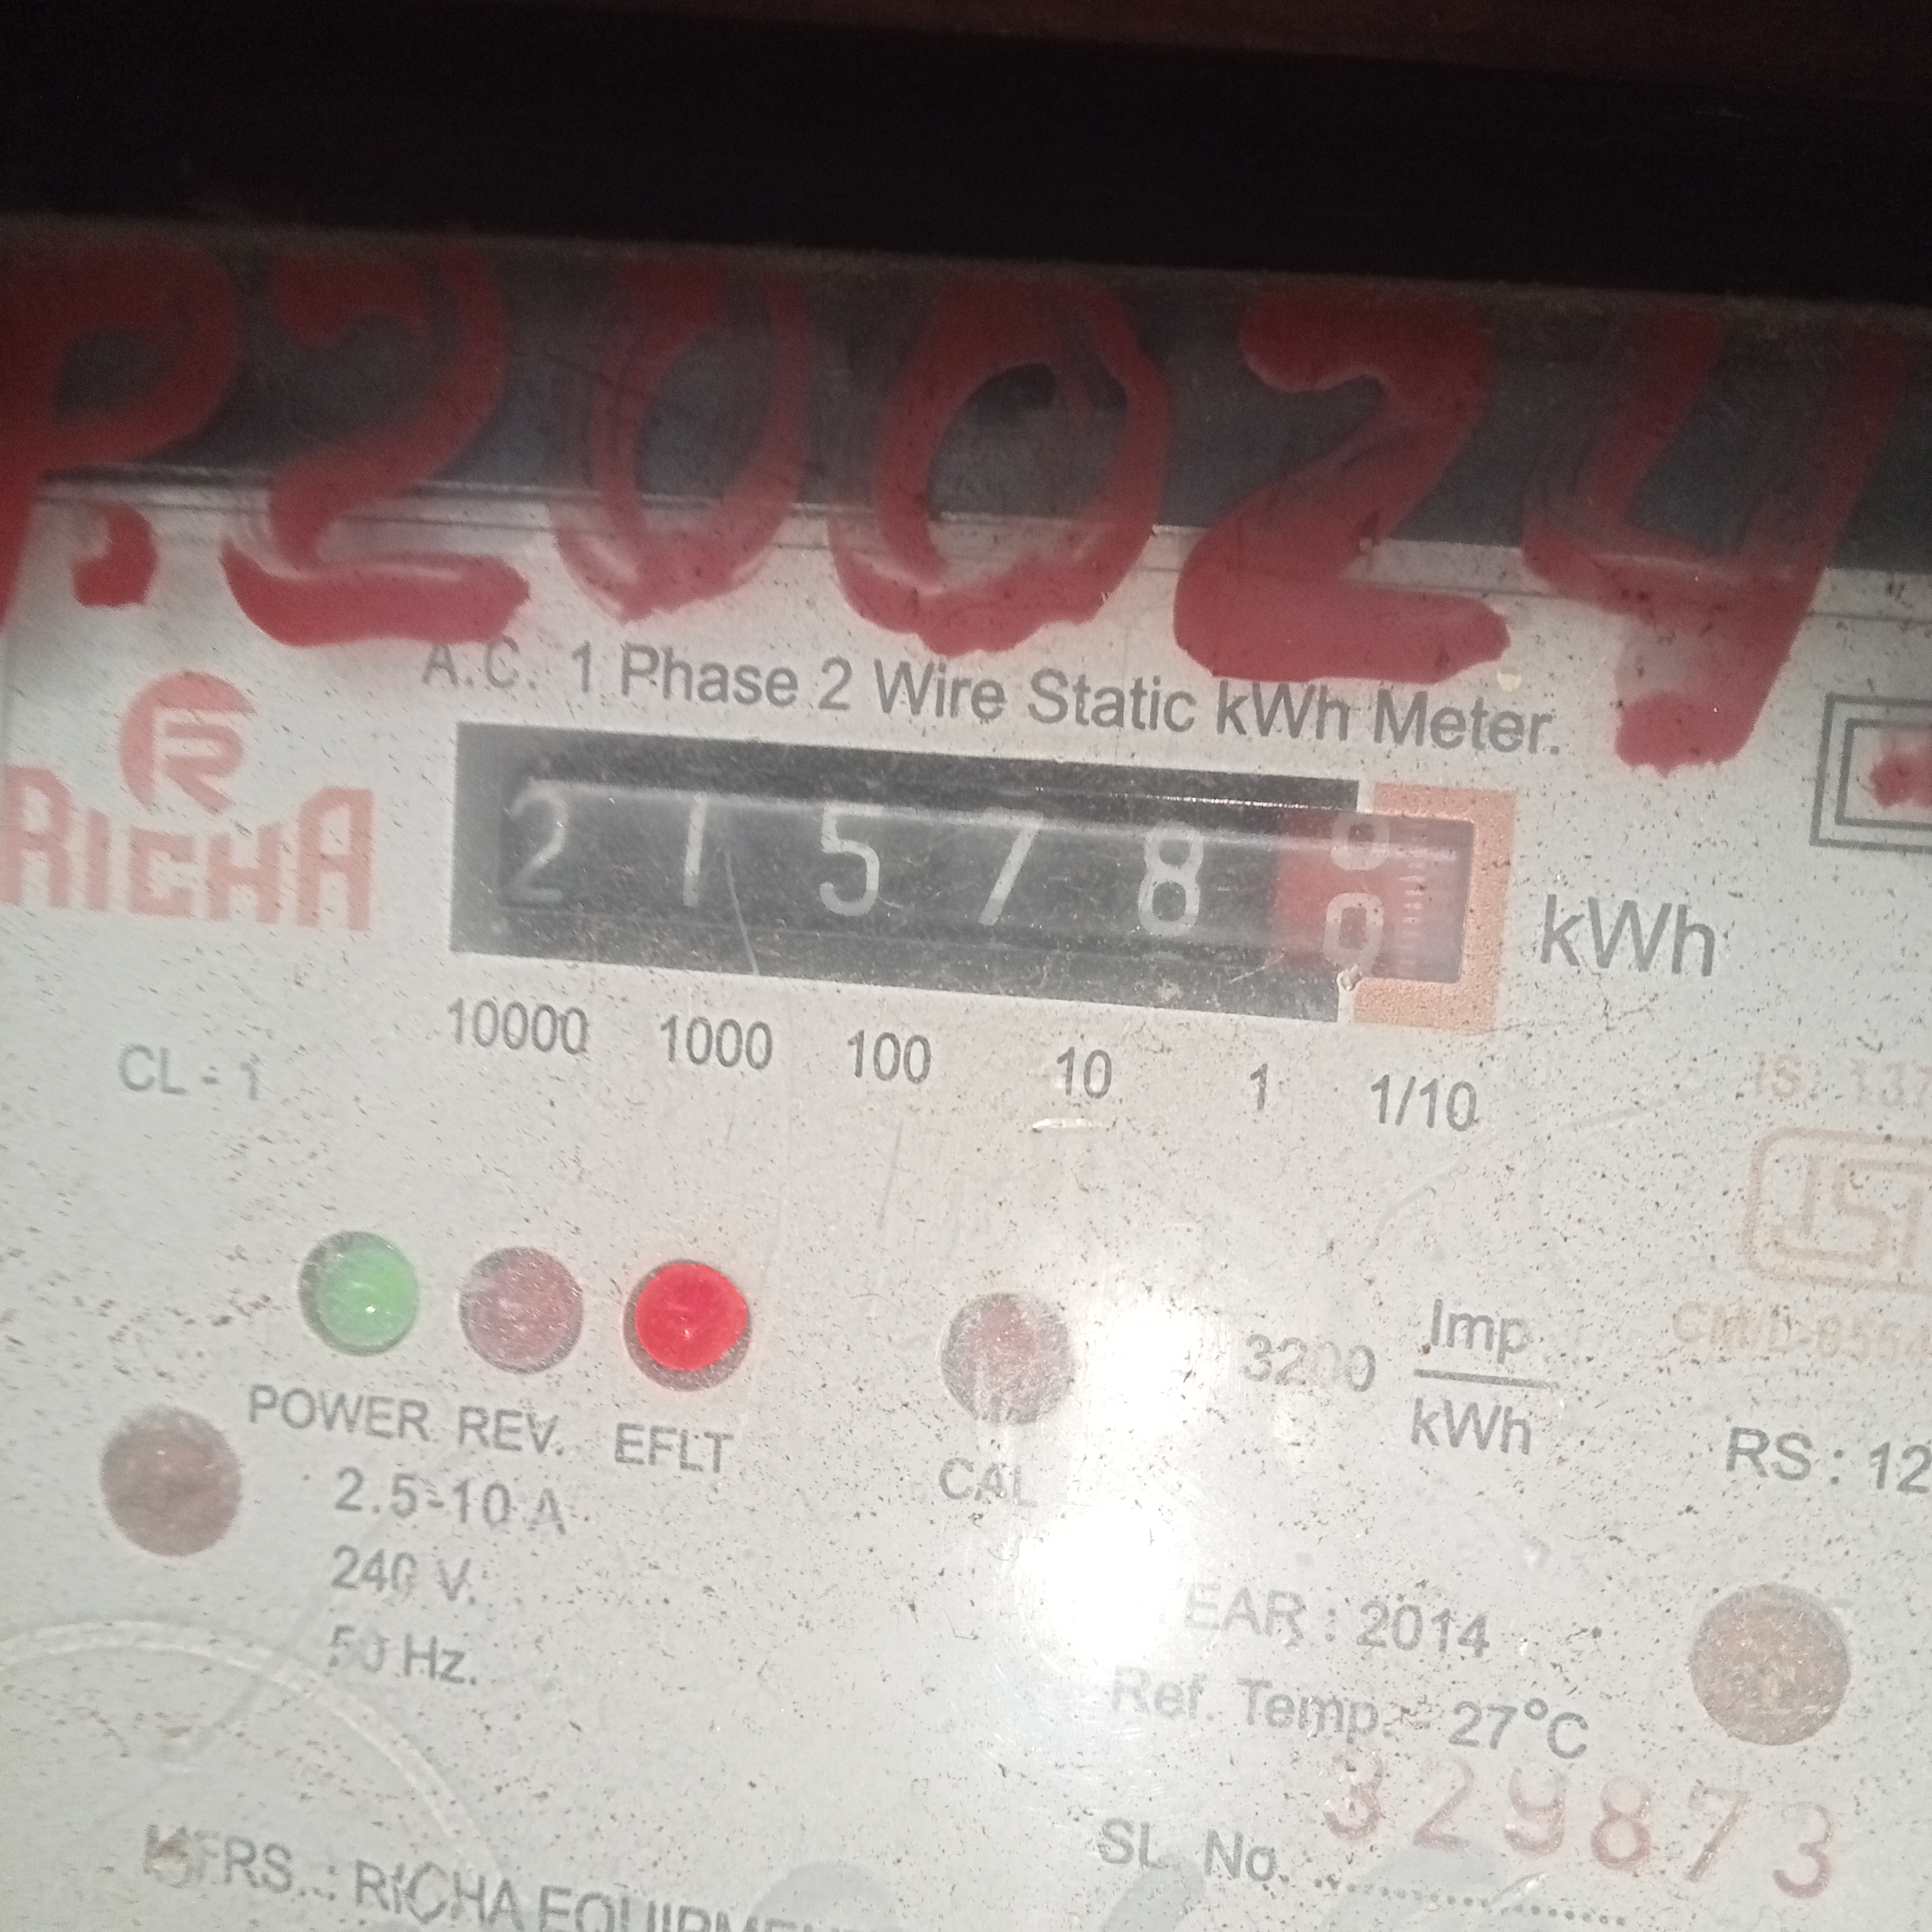 P.20024
A.C. 1 Phase 2 Wire Static kWh Meter.
RICHA
2 1 5 7 8
kWh
10000 1000 100 10 1 1/10
CL - 1
POWER REV. EFLT
CAL
3200 Imp
kWh
RS : 12
2.5-10 A
240 V.
50 Hz.
EAR : 2014
Ref. Temp. - 27°C
SL. No. 329873
MFRS. : RICHA